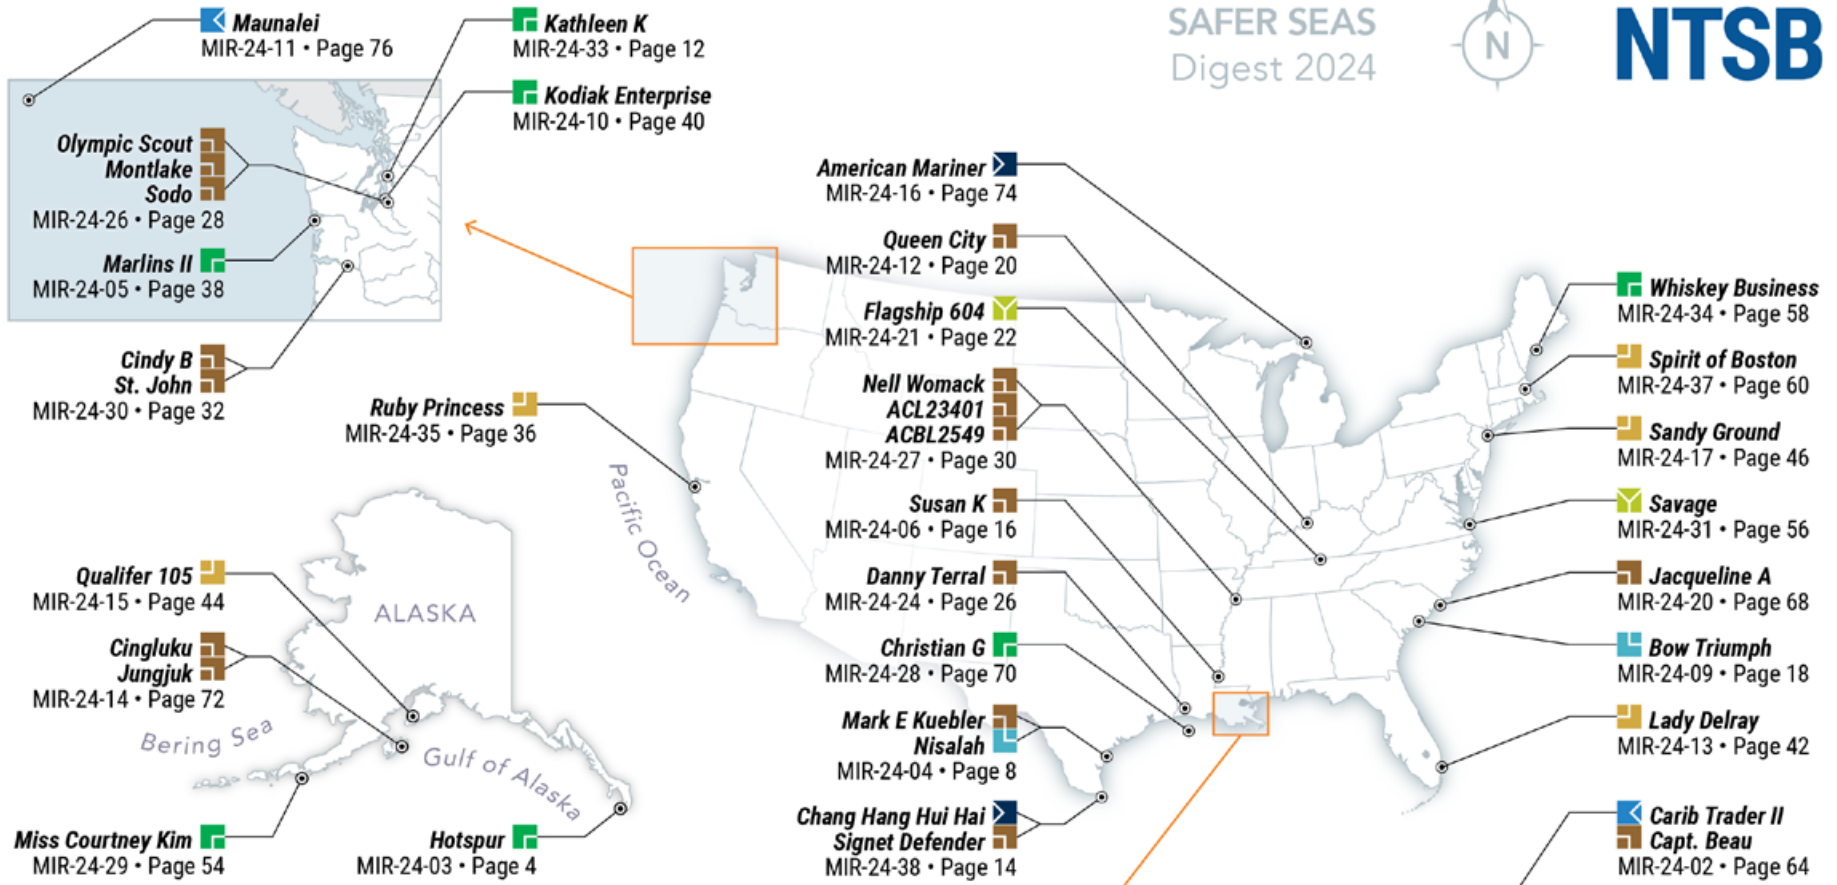 SAFER SEAS
Digest 2024
N
NTSB
Maunalei
MIR-24-11 • Page 76
Kathleen K
MIR-24-33 • Page 12
Kodiak Enterprise
MIR-24-10 • Page 40
Olympic Scout
Montlake
Sodo
MIR-24-26 • Page 28
Marlins II
MIR-24-05 • Page 38
Cindy B
St. John
MIR-24-30 • Page 32
Ruby Princess
MIR-24-35 • Page 36
Pacific Ocean
Qualifer 105
MIR-24-15 • Page 44
ALASKA
Cingluku
Jungjuk
MIR-24-14 • Page 72
Bering Sea
Gulf of Alaska
Miss Courtney Kim
MIR-24-29 • Page 54
Hotspur
MIR-24-03 • Page 4
American Mariner
MIR-24-16 • Page 74
Queen City
MIR-24-12 • Page 20
Flagship 604
MIR-24-21 • Page 22
Nell Womack
ACL23401
ACBL2549
MIR-24-27 • Page 30
Susan K
MIR-24-06 • Page 16
Danny Terral
MIR-24-24 • Page 26
Christian G
MIR-24-28 • Page 70
Mark E Kuebler
Nisalah
MIR-24-04 • Page 8
Chang Hang Hui Hai
Signet Defender
MIR-24-38 • Page 14
Whiskey Business
MIR-24-34 • Page 58
Spirit of Boston
MIR-24-37 • Page 60
Sandy Ground
MIR-24-17 • Page 46
Savage
MIR-24-31 • Page 56
Jacqueline A
MIR-24-20 • Page 68
Bow Triumph
MIR-24-09 • Page 18
Lady Delray
MIR-24-13 • Page 42
Carib Trader II
Capt. Beau
MIR-24-02 • Page 64